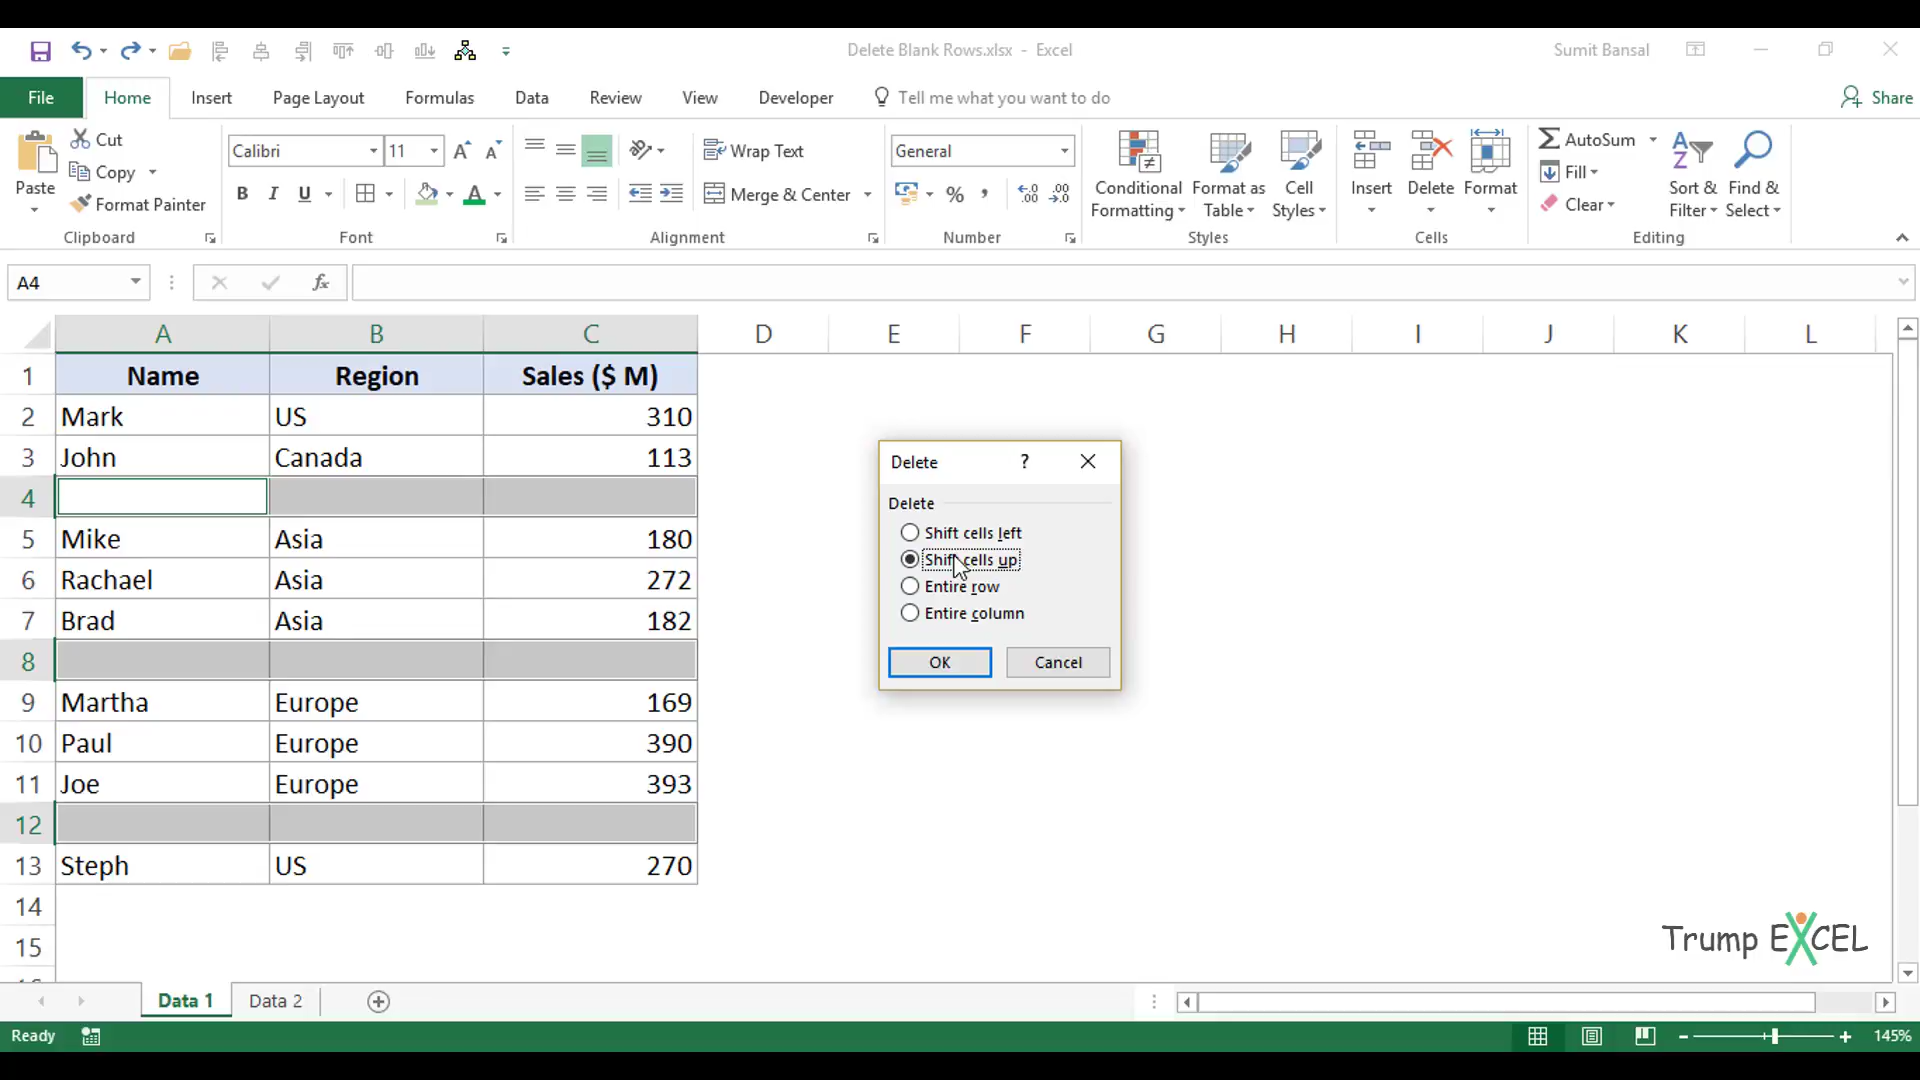 Delete Blank Rows.xlsx - Excel
Sumit Bansal
File Home Insert Page Layout Formulas Data Review View Developer Tell me what you want to do Share
Paste
Cut
Copy
Format Painter
Clipboard
Calibri 11
B I U A
Font
Wrap Text
Merge & Center
Alignment
General
% ,
Number
Conditional Formatting
Format as Table
Cell Styles
Styles
Insert
Delete
Format
Cells
AutoSum
Fill
Clear
Sort & Filter
Find & Select
Editing
A4 fx
A B C D E F G H I J K L
1 Name Region Sales ($ M)
2 Mark US 310
3 John Canada 113
4
5 Mike Asia 180
6 Rachael Asia 272
7 Brad Asia 182
8
9 Martha Europe 169
10 Paul Europe 390
11 Joe Europe 393
12
13 Steph US 270
14
15
Delete ?
Delete
Shift cells left
Shift cells up
Entire row
Entire column
OK Cancel
Trump EXCEL
Data 1 Data 2
Ready 145%